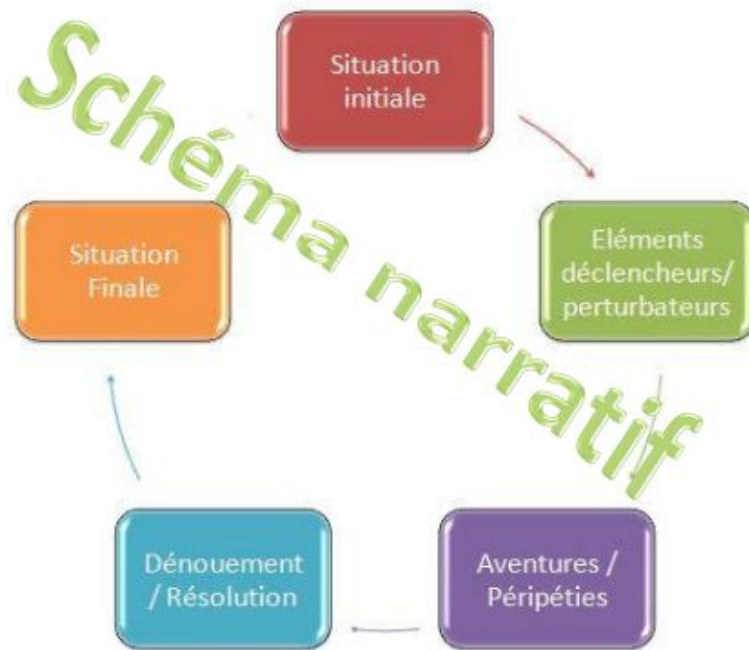 Schéma narratif
Situation
initiale
Eléments
déclencheurs/
perturbateurs
Aventures /
Péripéties
Dénouement
/ Résolution
Situation
Finale